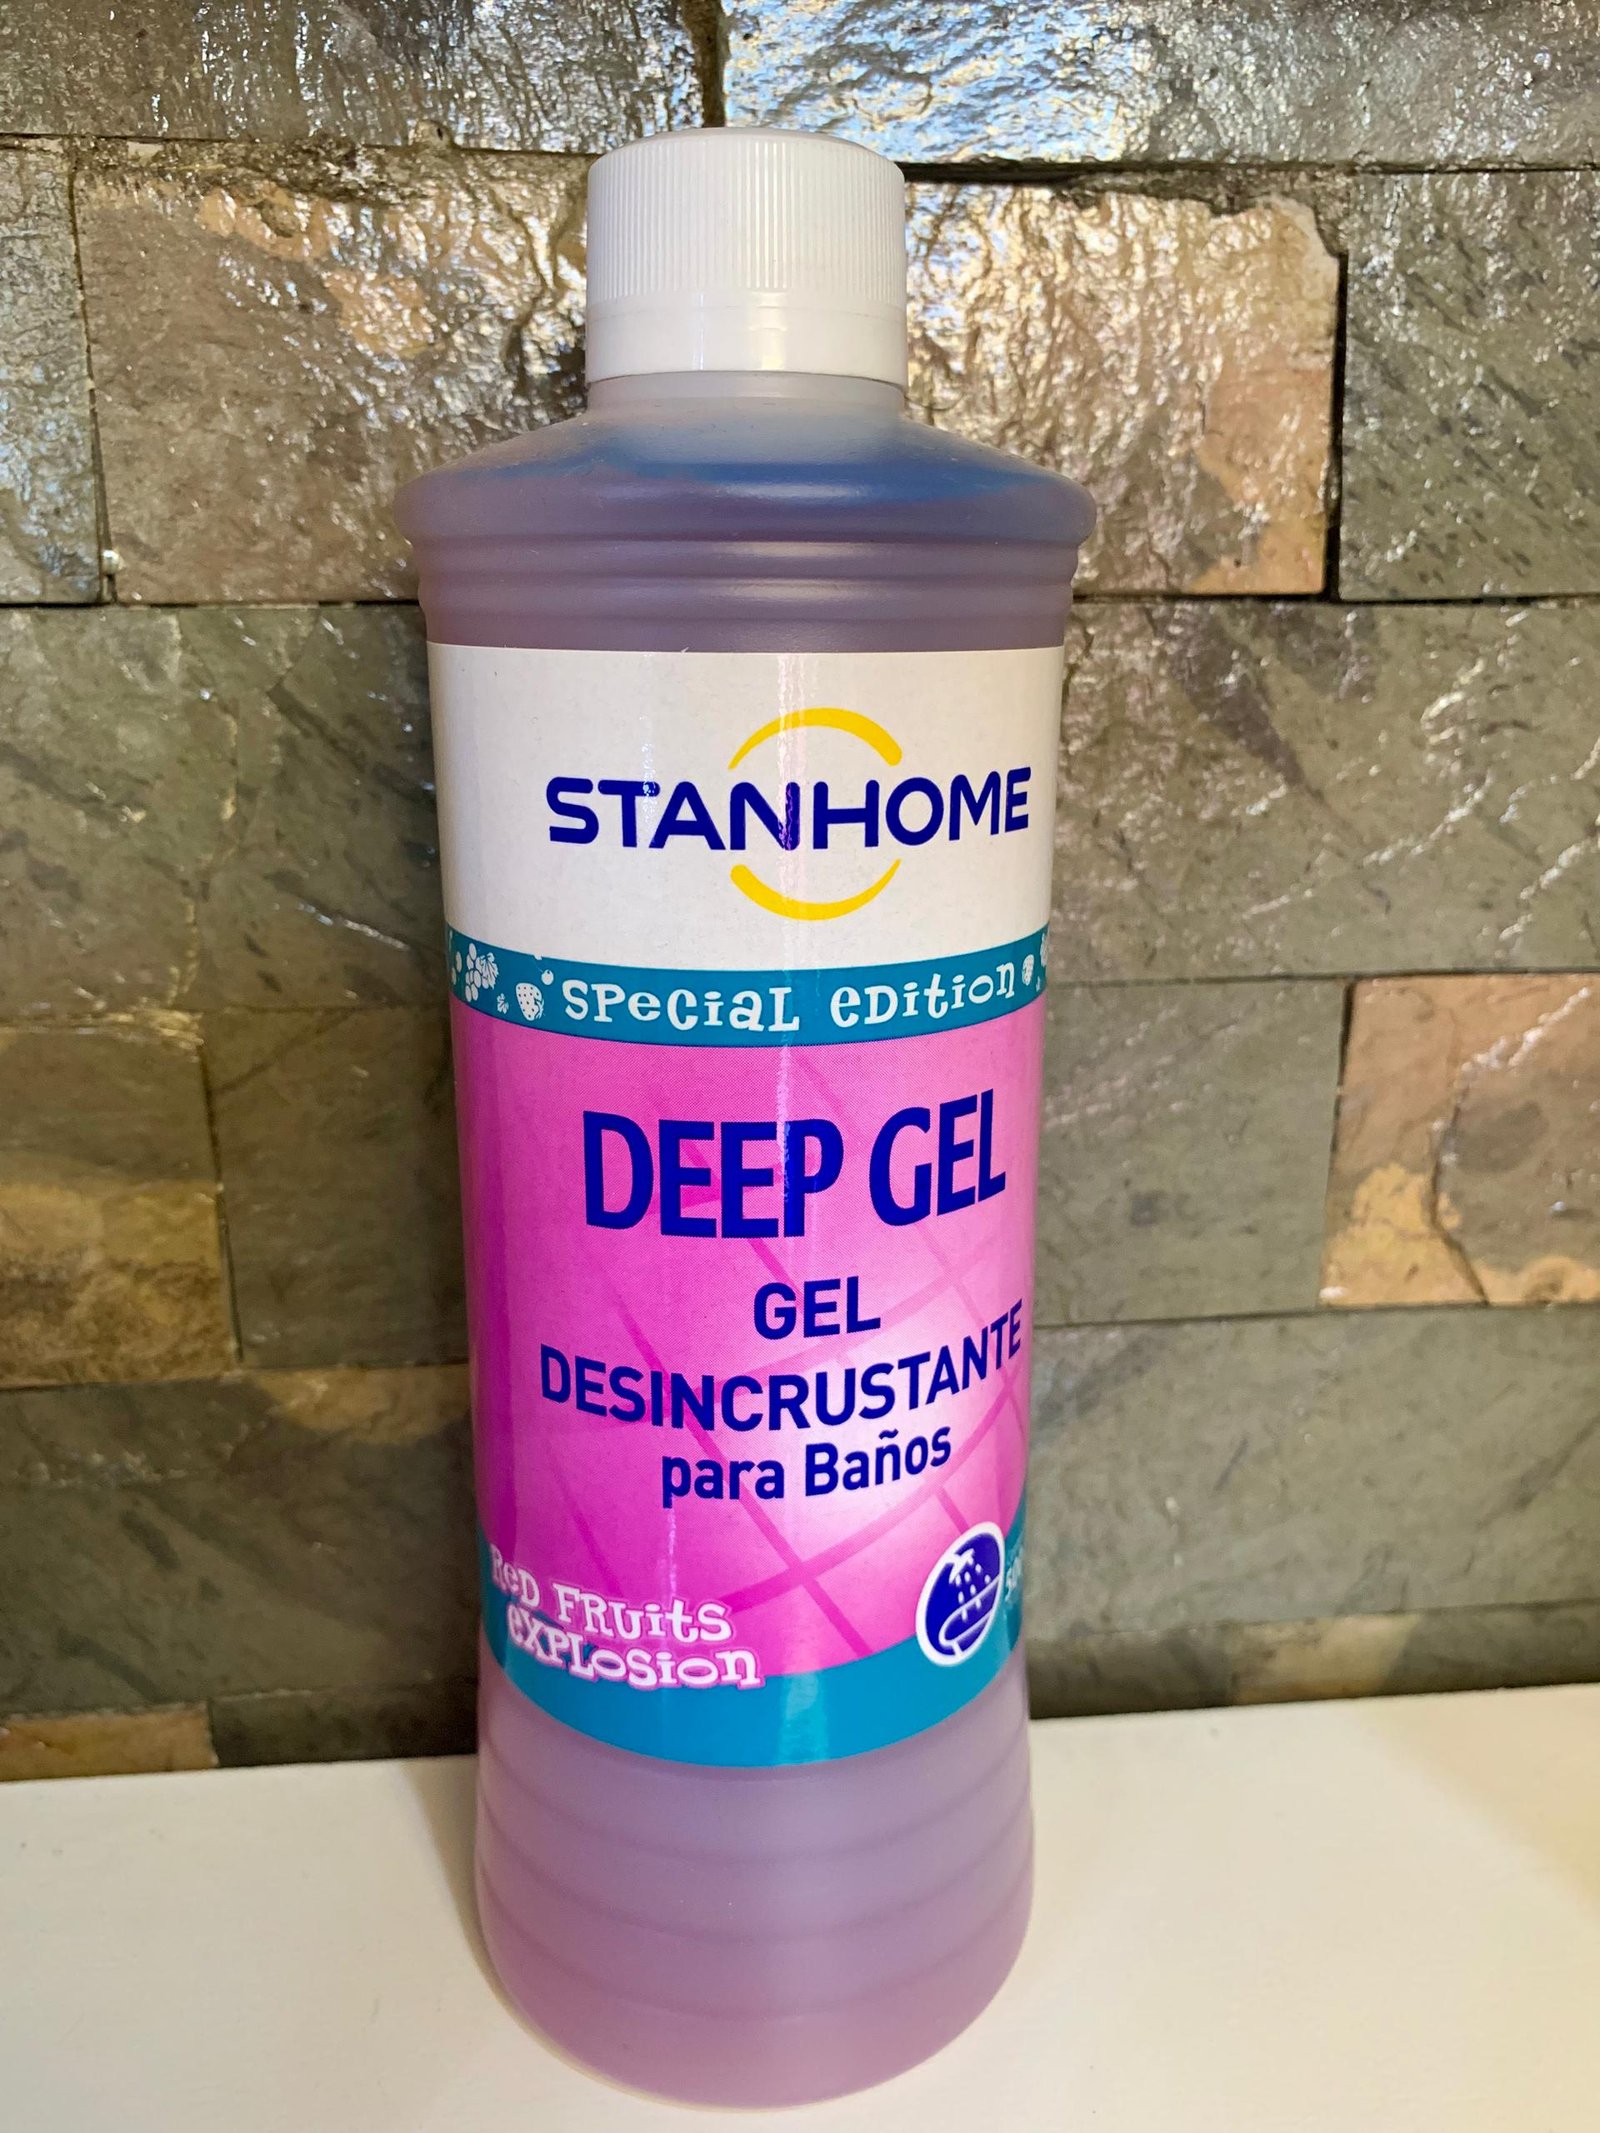 STANHOME
Special Edition
DEEP GEL
GEL
DESINCRUSTANTE
para Baños
Red Fruits
Explosion